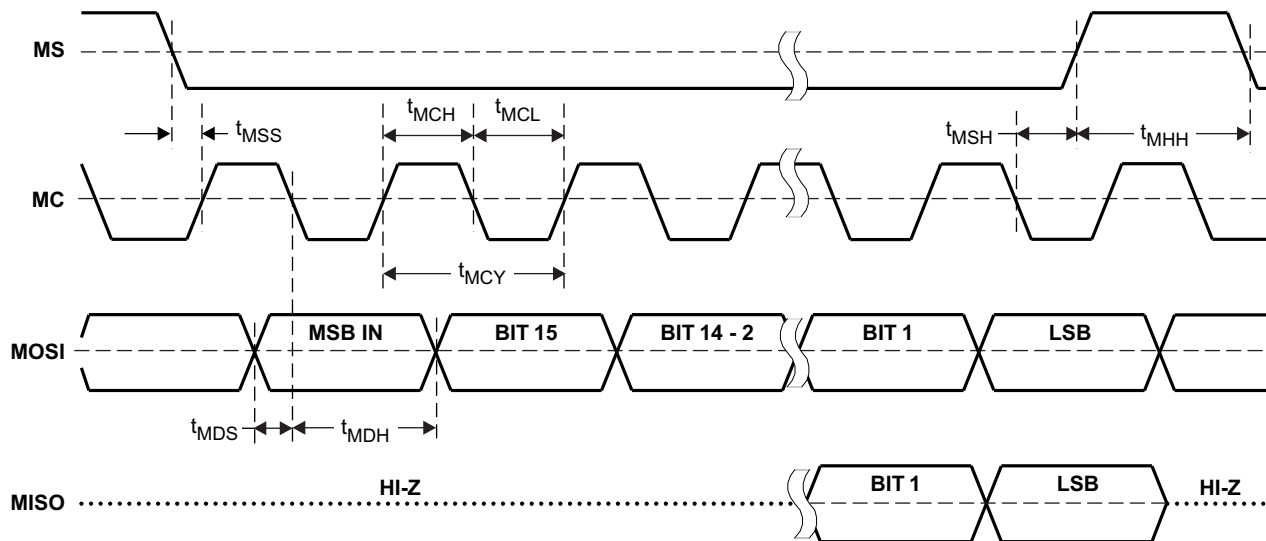 MS
tMCH tMCL
tMSS tMSH tMHH
MC
tMCY
MSB IN BIT 15 BIT 14 - 2 BIT 1 LSB
MOSI
tMDS tMDH
HI-Z BIT 1 LSB HI-Z
MISO